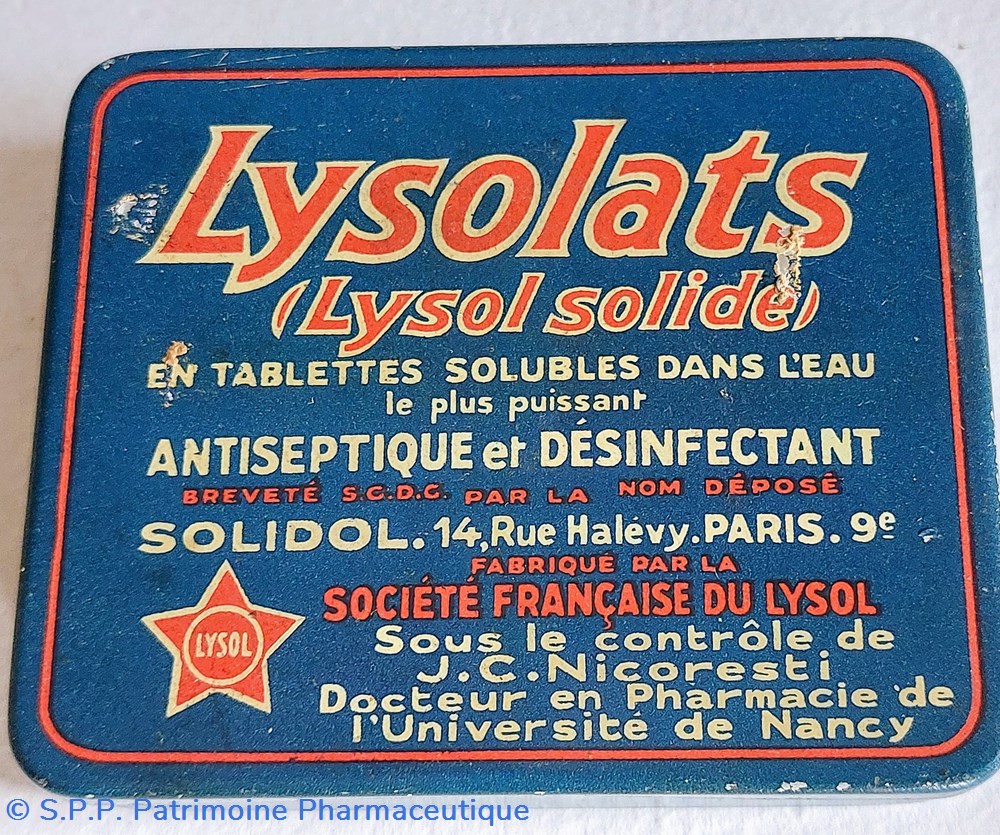 Lysolats
(Lysol solide)
EN TABLETTES SOLUBLES DANS L'EAU
le plus puissant
ANTISEPTIQUE et DÉSINFECTANT
BREVETÉ S.G.D.G. PAR LA NOM DÉPOSÉ
SOLIDOL. 14, Rue Halévy. PARIS. 9e
FABRIQUÉ PAR LA
SOCIÉTÉ FRANÇAISE DU LYSOL
LYSOL
Sous le contrôle de
J.C. Nicoresti
Docteur en Pharmacie de
l'Université de Nancy
© S.P.P. Patrimoine Pharmaceutique